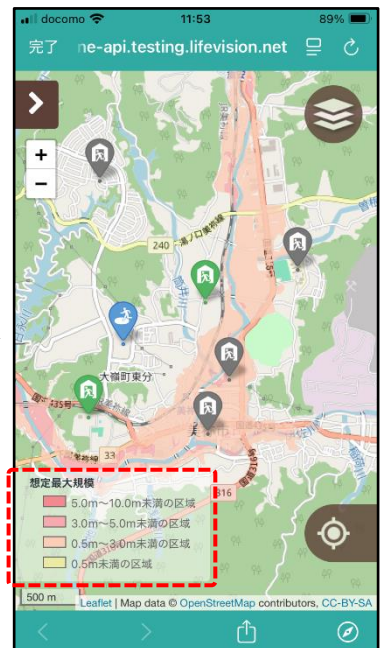 docomo 11:53 89%
完了 ne-api.testing.lifevision.net
+
−
240
大嶺町東分
33
316
想定最大規模
5.0m～10.0m未満の区域
3.0m～5.0m未満の区域
0.5m～3.0m未満の区域
0.5m未満の区域
500 m
Leaflet | Map data © OpenStreetMap contributors, CC-BY-SA